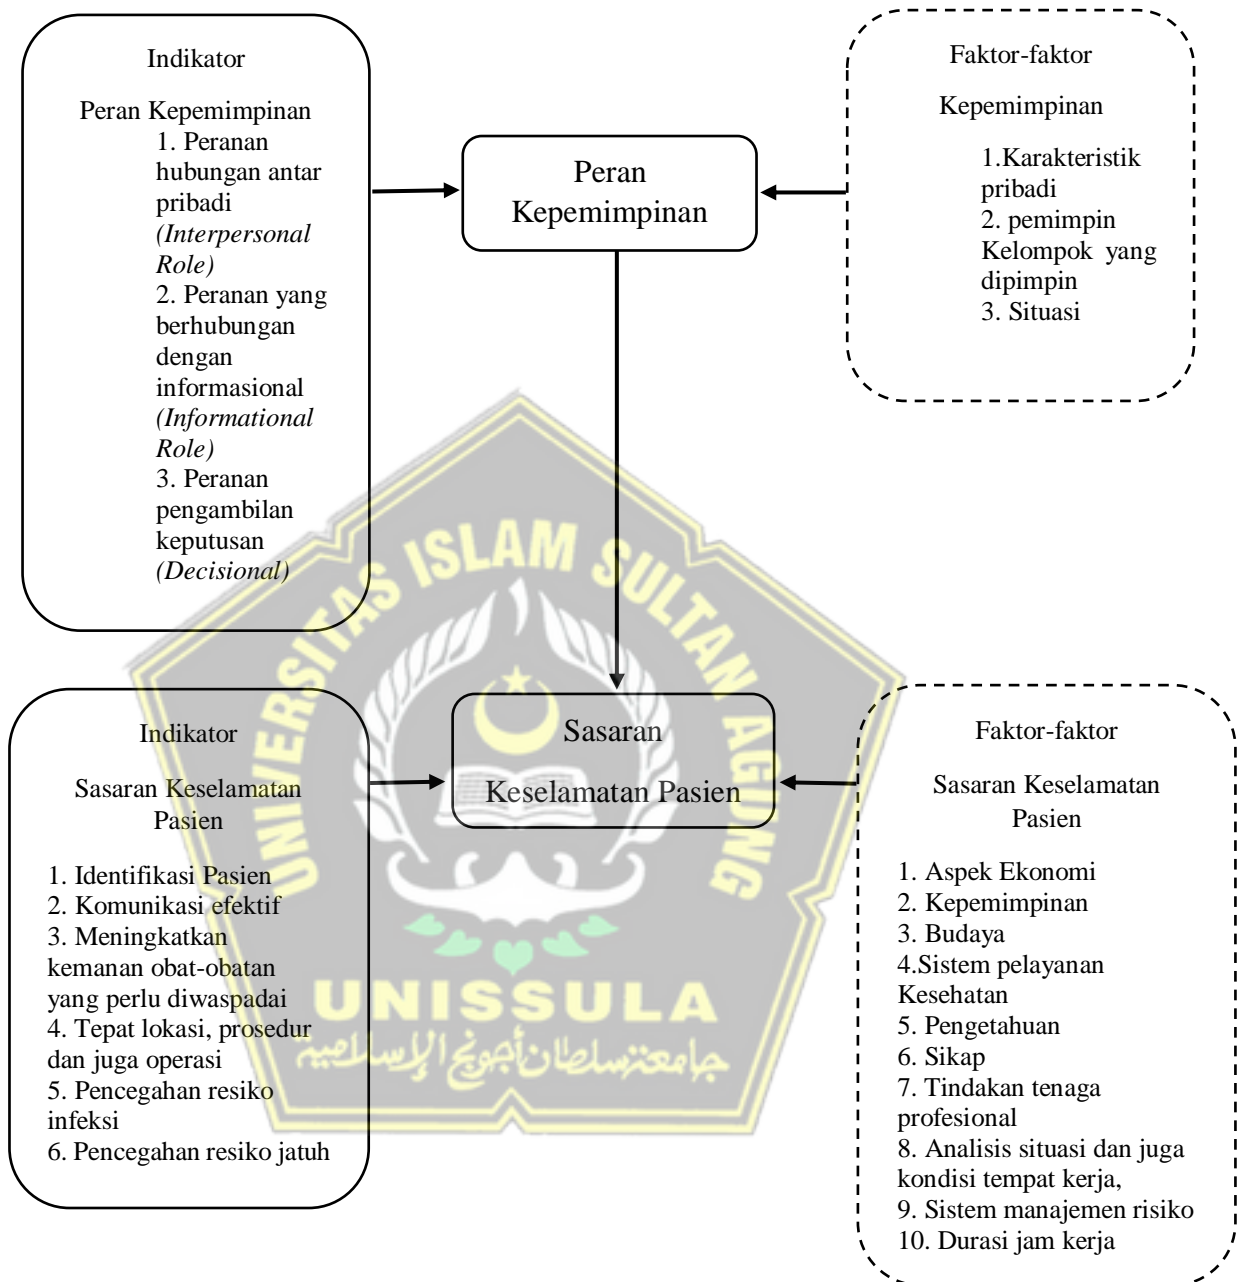 Indikator
Peran Kepemimpinan
1. Peranan
hubungan antar
pribadi
(Interpersonal
Role)
2. Peranan yang
berhubungan
dengan
informasional
(Informational
Role)
3. Peranan
pengambilan
keputusan
(Decisional)
Peran
Kepemimpinan
Faktor-faktor
Kepemimpinan
1.Karakteristik
pribadi
2. pemimpin
Kelompok yang
dipimpin
3. Situasi
Indikator
Sasaran Keselamatan
Pasien
1. Identifikasi Pasien
2. Komunikasi efektif
3. Meningkatkan
kemanan obat-obatan
yang perlu diwaspadai
4. Tepat lokasi, prosedur
dan juga operasi
5. Pencegahan resiko
infeksi
6. Pencegahan resiko jatuh
Sasaran
Keselamatan Pasien
Faktor-faktor
Sasaran Keselamatan
Pasien
1. Aspek Ekonomi
2. Kepemimpinan
3. Budaya
4.Sistem pelayanan
Kesehatan
5. Pengetahuan
6. Sikap
7. Tindakan tenaga
profesional
8. Analisis situasi dan juga
kondisi tempat kerja,
9. Sistem manajemen risiko
10. Durasi jam kerja
UNIVERSITAS ISLAM SULTAN AGUNG
UNISSULA
جامعة سلطان أجونج الإسلامية